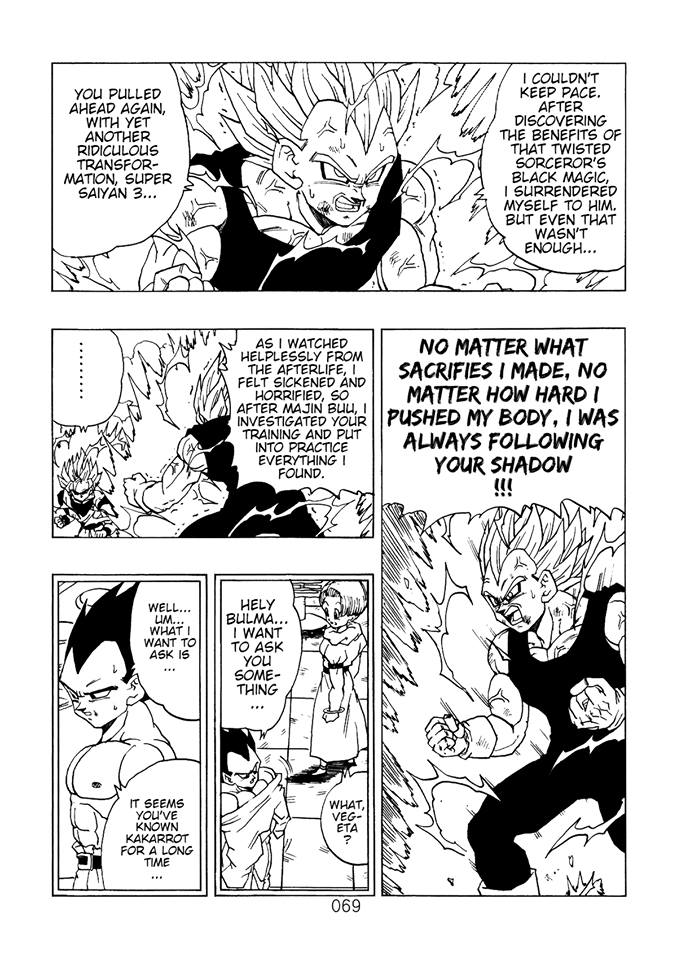 I COULDN'T
KEEP PACE.
AFTER
DISCOVERING
THE BENEFITS OF
THAT TWISTED
SORCEROR'S
BLACK MAGIC,
I SURRENDERED
MYSELF TO HIM.
BUT EVEN THAT
WASN'T
ENOUGH...
YOU PULLED
AHEAD AGAIN,
WITH YET
ANOTHER
RIDICULOUS
TRANSFOR-
MATION, SUPER
SAIYAN 3...
NO MATTER WHAT
SACRIFIES I MADE, NO
MATTER HOW HARD I
PUSHED MY BODY, I WAS
ALWAYS FOLLOWING
YOUR SHADOW
!!!
AS I WATCHED
HELPLESSLY FROM
THE AFTERLIFE, I
FELT SICKENED AND
HORRIFIED, SO
AFTER MAJIN BUU, I
INVESTIGATED YOUR
TRAINING AND PUT
INTO PRACTICE
EVERYTHING I
FOUND.
.........
HELY
BULMA...
I WANT
TO ASK
YOU
SOME-
THING
...
WHAT,
VEG-
ETA
?
WELL...
UM...
WHAT I
WANT TO
ASK IS
...
IT SEEMS
YOU'VE
KNOWN
KAKARROT
FOR A LONG
TIME ...
069